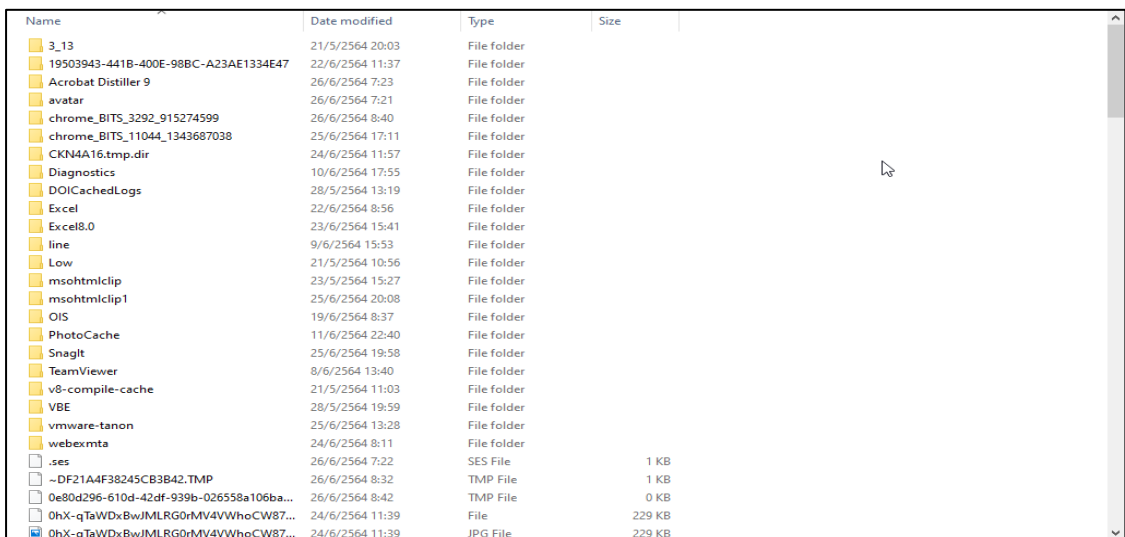 Name Date modified Type Size
3_13 21/5/2564 20:03 File folder
19503943-441B-400E-98BC-A23AE1334E47 22/6/2564 11:37 File folder
Acrobat Distiller 9 26/6/2564 7:23 File folder
avatar 26/6/2564 7:21 File folder
chrome_BITS_3292_915274599 26/6/2564 8:40 File folder
chrome_BITS_11044_1343687038 25/6/2564 17:11 File folder
CKN4A16.tmp.dir 24/6/2564 11:57 File folder
Diagnostics 10/6/2564 17:55 File folder
DOICachedLogs 28/5/2564 13:19 File folder
Excel 22/6/2564 8:56 File folder
Excel8.0 23/6/2564 15:41 File folder
line 9/6/2564 15:53 File folder
Low 21/5/2564 10:56 File folder
msohtmlclip 23/5/2564 15:27 File folder
msohtmlclip1 25/6/2564 20:08 File folder
OIS 19/6/2564 8:37 File folder
PhotoCache 11/6/2564 22:40 File folder
SnagIt 25/6/2564 19:58 File folder
TeamViewer 8/6/2564 13:40 File folder
v8-compile-cache 21/5/2564 11:03 File folder
VBE 28/5/2564 19:59 File folder
vmware-tanon 25/6/2564 13:28 File folder
webexmta 24/6/2564 8:11 File folder
.ses 26/6/2564 7:22 SES File 1 KB
~DF21A4F38245CB3B42.TMP 26/6/2564 8:32 TMP File 1 KB
0e80d296-610d-42df-939b-026558a106ba... 26/6/2564 8:42 TMP File 0 KB
0hX-qTaWDxBwJMLRG0rMV4VWhoCW87... 24/6/2564 11:39 File 229 KB
0hX-qTaWDxBwJMLRG0rMV4VWhoCW87... 24/6/2564 11:39 JPG File 229 KB